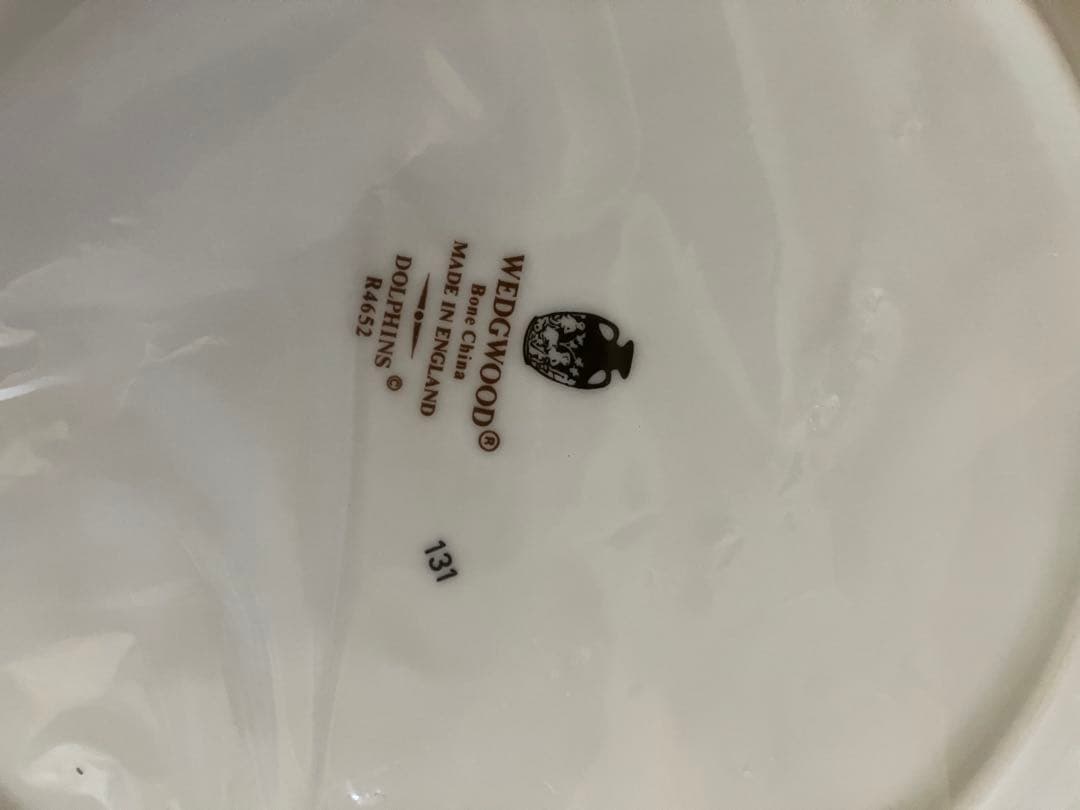 WEDGWOOD®
Bone China
MADE IN ENGLAND
DOLPHINS ©
R4652
131